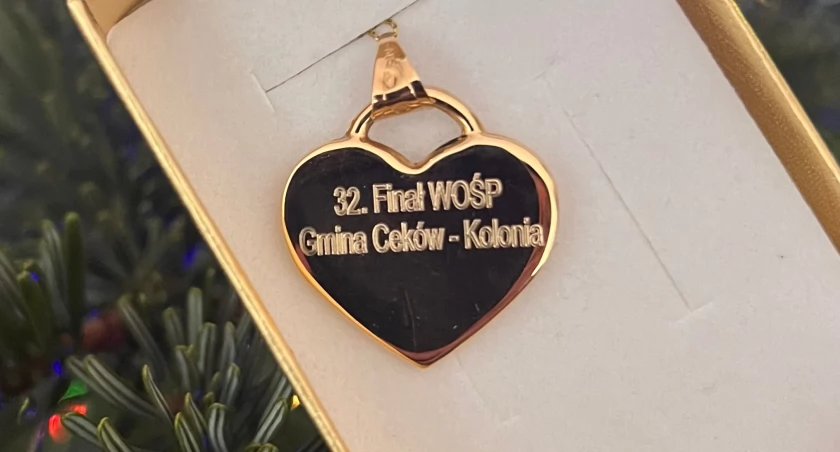 32. Finał WOŚP
Gmina Ceków - Kolonia